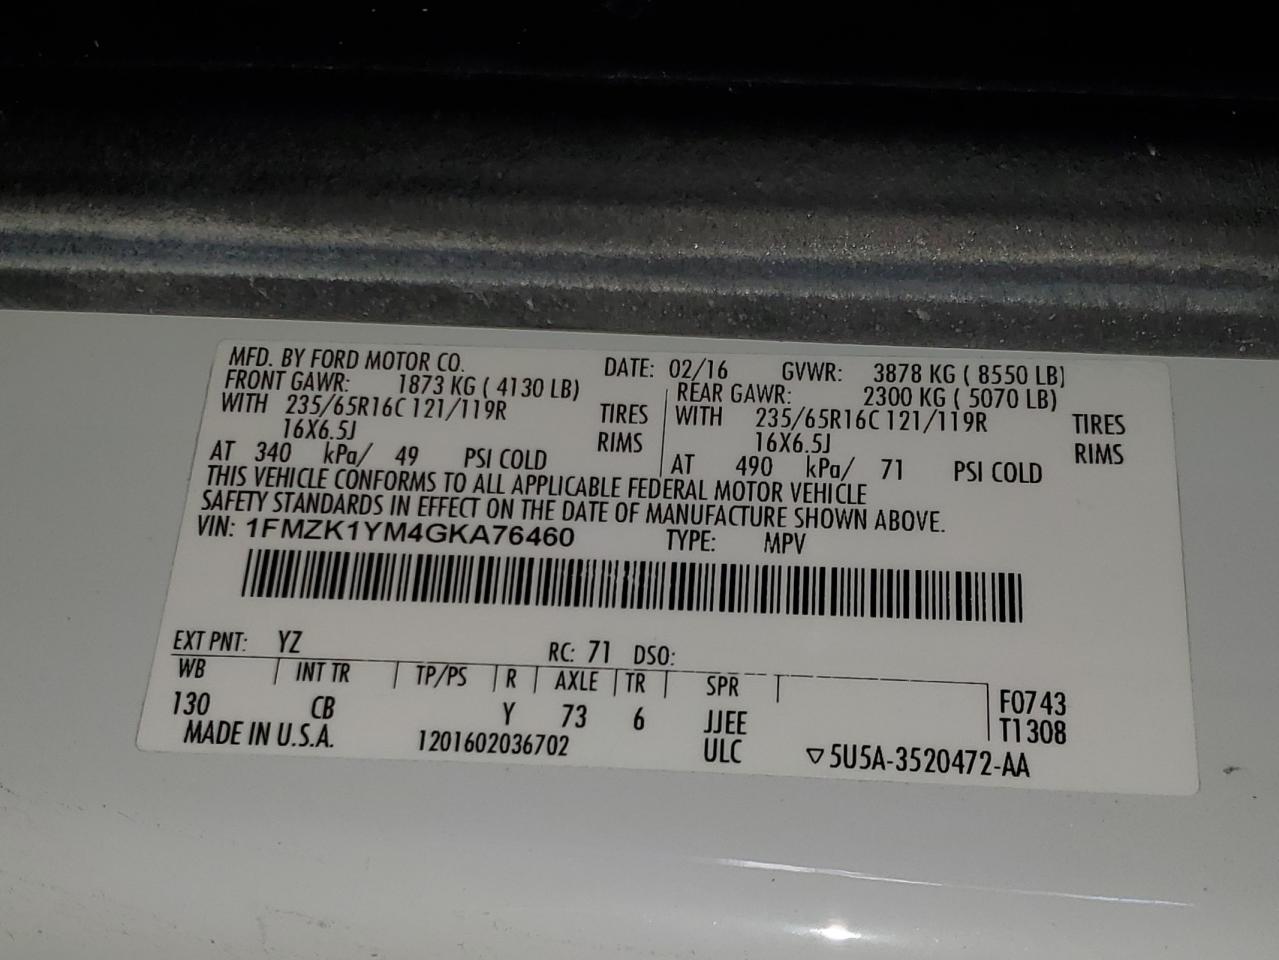 MFD. BY FORD MOTOR CO. DATE: 02/16 GVWR: 3878 KG ( 8550 LB)
FRONT GAWR: 1873 KG ( 4130 LB) REAR GAWR: 2300 KG ( 5070 LB)
WITH 235/65R16C 121/119R TIRES WITH 235/65R16C 121/119R TIRES
16X6.5J RIMS 16X6.5J RIMS
AT 340 kPa/ 49 PSI COLD AT 490 kPa/ 71 PSI COLD
THIS VEHICLE CONFORMS TO ALL APPLICABLE FEDERAL MOTOR VEHICLE
SAFETY STANDARDS IN EFFECT ON THE DATE OF MANUFACTURE SHOWN ABOVE.
VIN: 1FMZK1YM4GKA76460 TYPE: MPV
EXT PNT: YZ RC: 71 DSO:
WB INT TR TP/PS R AXLE TR SPR F0743
130 CB Y 73 6 JJEE T1308
MADE IN U.S.A. 1201602036702 ULC ▽5U5A-3520472-AA